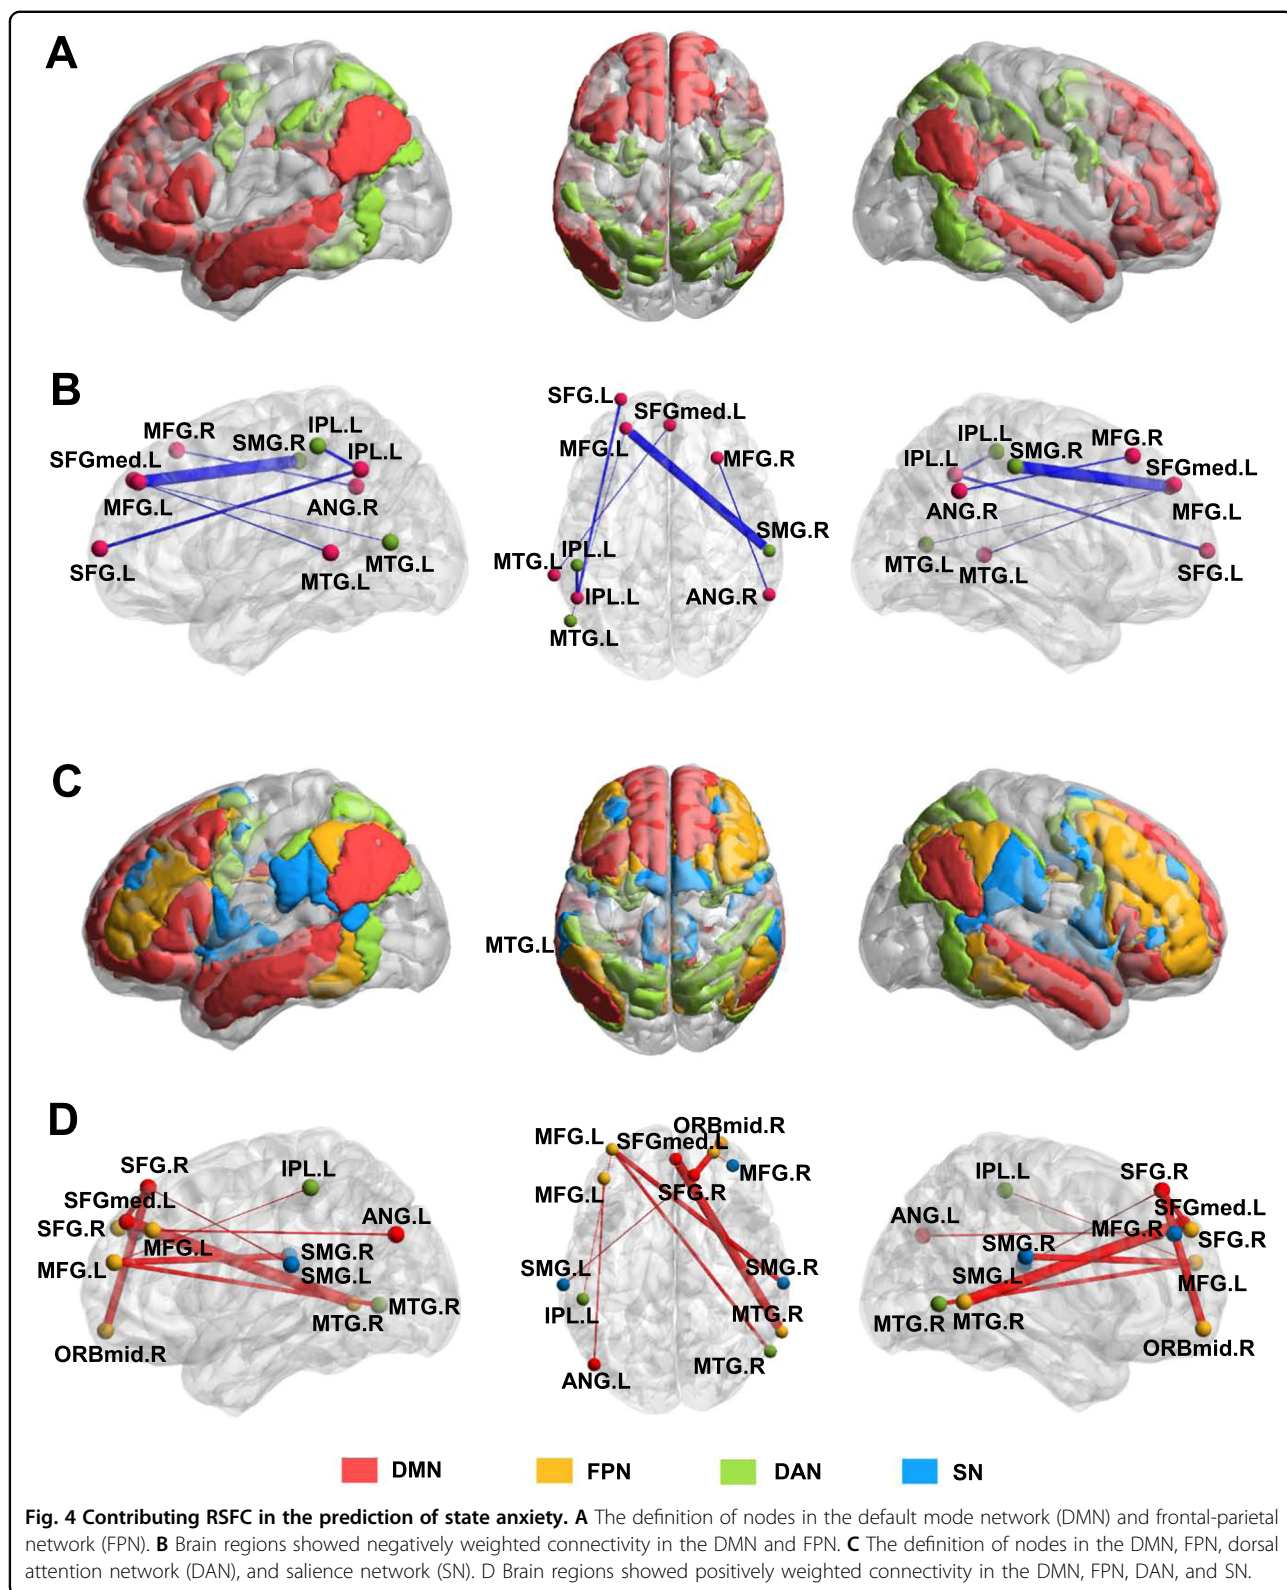 A
B
MFG.R
IPL.L
SMG.R
IPL.L
SFGmed.L
MFG.L
ANG.R
SFG.L
MTG.L
MTG.L
SFG.L
SFGmed.L
MFG.L
MFG.R
SMG.R
IPL.L
MTG.L
IPL.L
ANG.R
MTG.L
IPL.L
SMG.R
MFG.R
IPL.L
SFGmed.L
ANG.R
MFG.L
MTG.L
MTG.L
SFG.L
C
MTG.L
D
SFG.R
IPL.L
SFGmed.L
SFG.R
ANG.L
MFG.L
SMG.R
MFG.L
SMG.L
MTG.R
MTG.R
ORBmid.R
ORBmid.R
MFG.L
SFGmed.L
MFG.R
MFG.L
SFG.R
SMG.L
SMG.R
IPL.L
MTG.R
MTG.R
ANG.L
IPL.L
SFG.R
SFGmed.L
ANG.L
MFG.R
SFG.R
SMG.R
SMG.L
MFG.L
MTG.R
MTG.R
ORBmid.R
DMN
FPN
DAN
SN
Fig. 4 Contributing RSFC in the prediction of state anxiety. A The definition of nodes in the default mode network (DMN) and frontal-parietal
network (FPN). B Brain regions showed negatively weighted connectivity in the DMN and FPN. C The definition of nodes in the DMN, FPN, dorsal
attention network (DAN), and salience network (SN). D Brain regions showed positively weighted connectivity in the DMN, FPN, DAN, and SN.